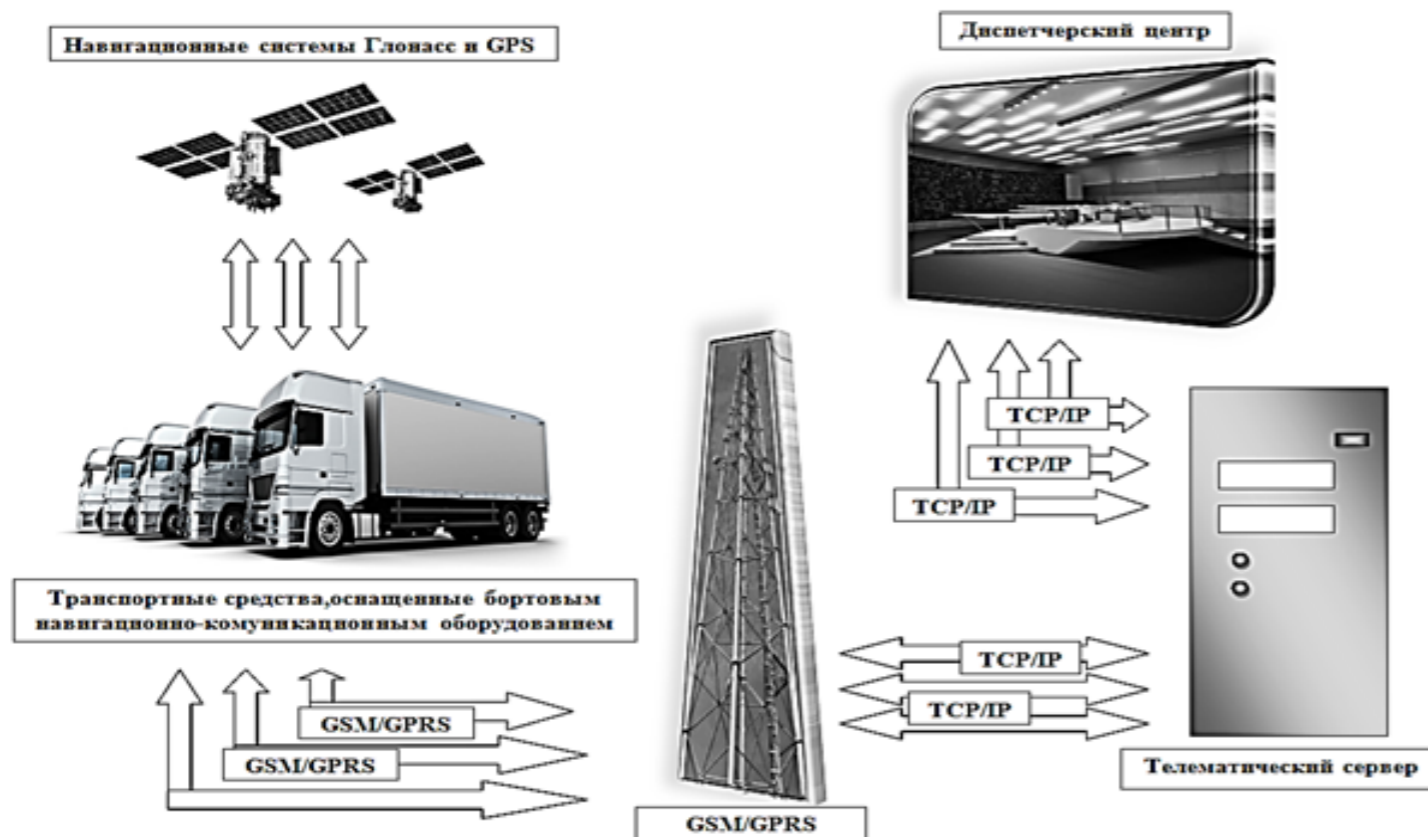 Навигационные системы Глонасс и GPS
Диспетчерский центр
TCP/IP
TCP/IP
TCP/IP
Транспортные средства,оснащенные бортовым
навигационно-комуникационным оборудованием
TCP/IP
TCP/IP
GSM/GPRS
GSM/GPRS
Телематический сервер
GSM/GPRS